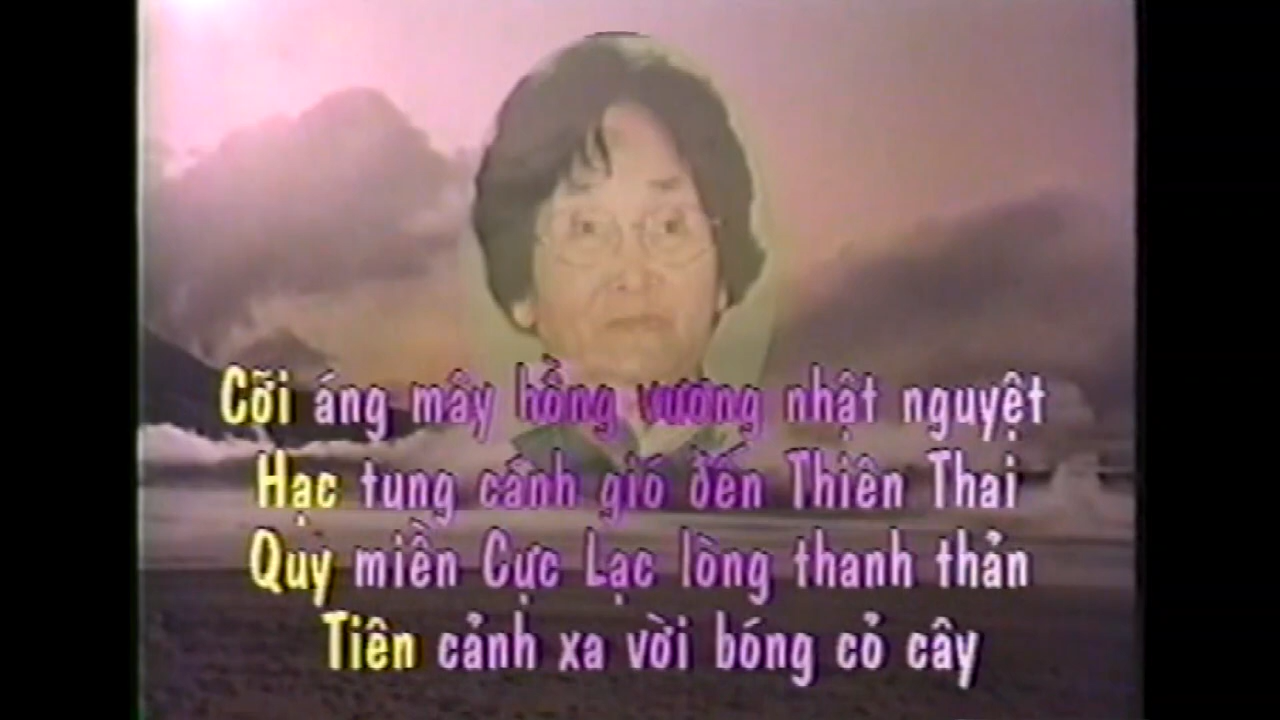 Cỡi áng mây hồng vương nhật nguyệt
Hạc tung cánh gió đến Thiên Thai
Quy miền Cực Lạc lòng thanh thản
Tiên cảnh xa vời bóng cỏ cây